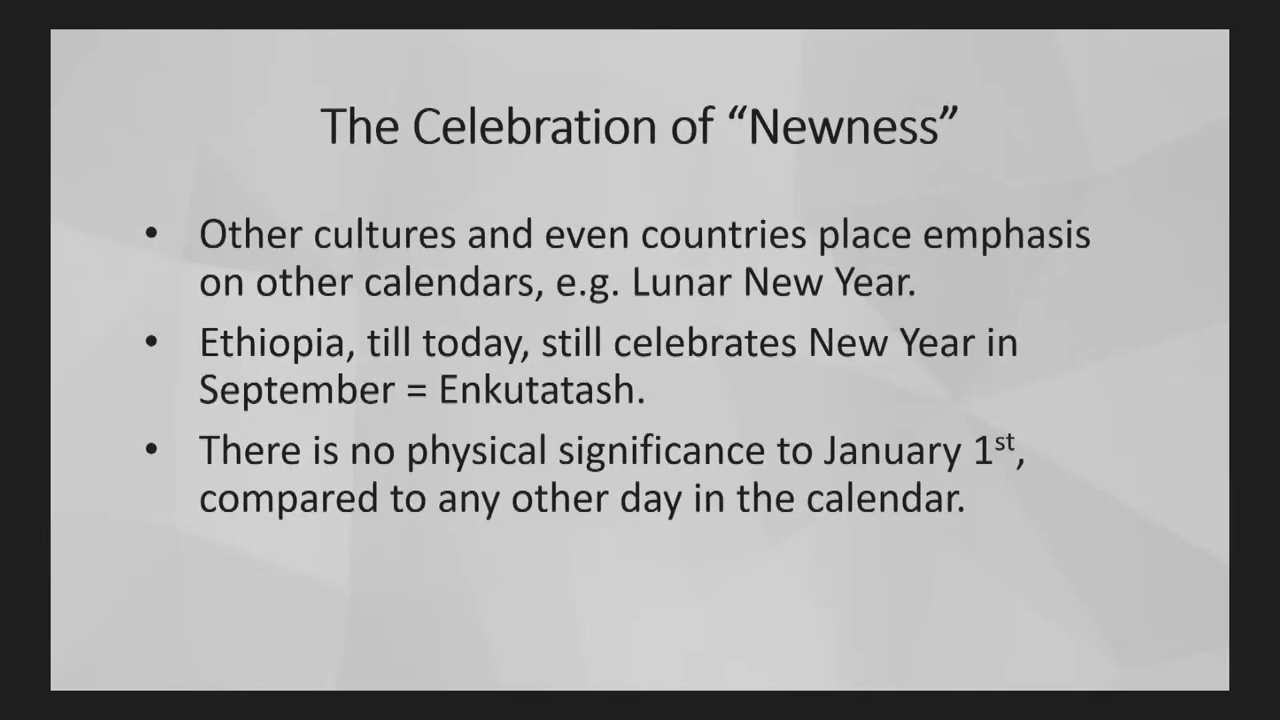 The Celebration of “Newness”
• Other cultures and even countries place emphasis
on other calendars, e.g. Lunar New Year.
• Ethiopia, till today, still celebrates New Year in
September = Enkutatash.
• There is no physical significance to January 1st,
compared to any other day in the calendar.